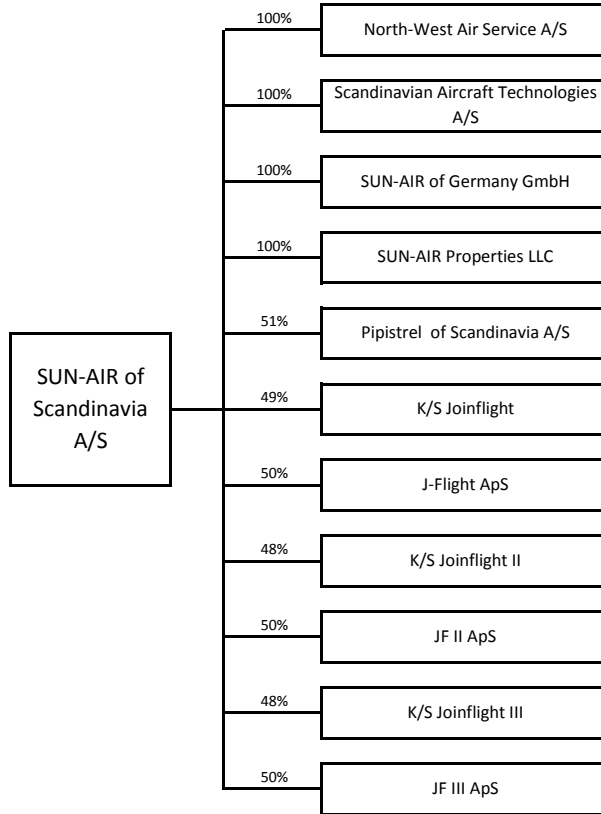 100%
North-West Air Service A/S
100%
Scandinavian Aircraft Technologies
A/S
100%
SUN-AIR of Germany GmbH
100%
SUN-AIR Properties LLC
51%
Pipistrel of Scandinavia A/S
SUN-AIR of
Scandinavia
A/S
49%
K/S Joinflight
50%
J-Flight ApS
48%
K/S Joinflight II
50%
JF II ApS
48%
K/S Joinflight III
50%
JF III ApS